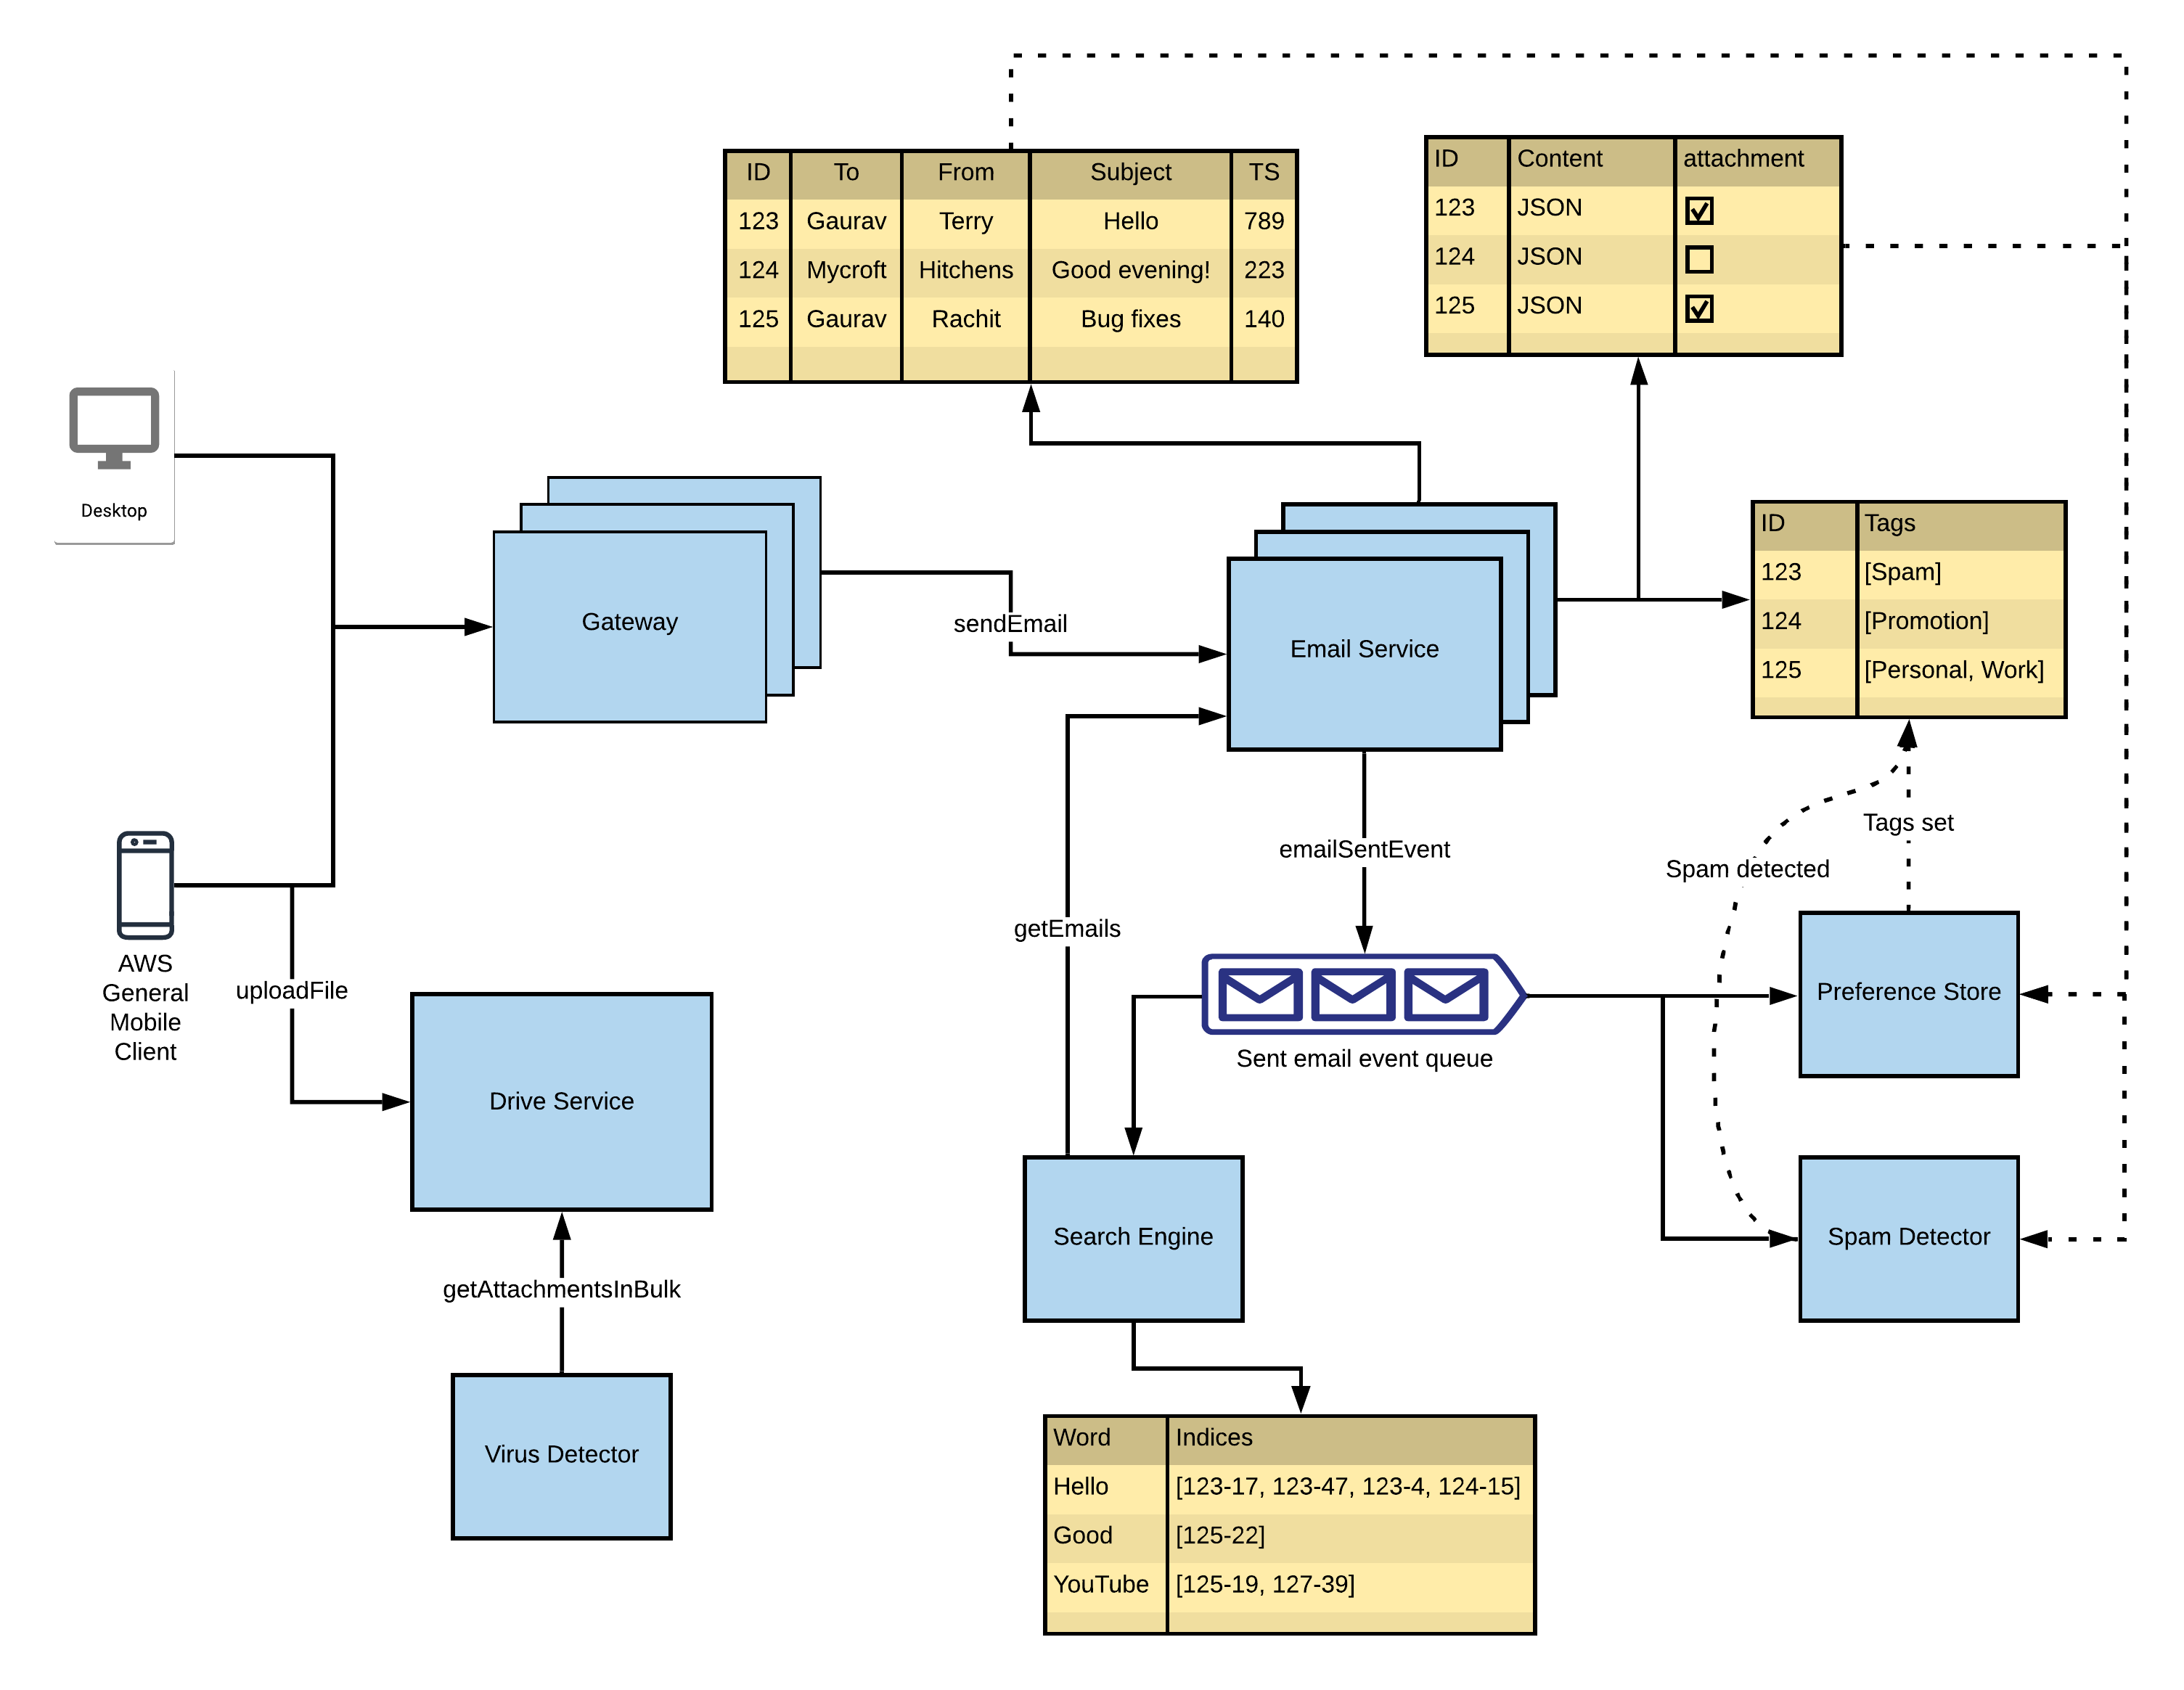 ID To From Subject TS
123 Gaurav Terry Hello 789
124 Mycroft Hitchens Good evening! 223
125 Gaurav Rachit Bug fixes 140
ID Content attachment
123 JSON
124 JSON
125 JSON
Desktop
Gateway
sendEmail
Email Service
ID Tags
123 [Spam]
124 [Promotion]
125 [Personal, Work]
Tags set
Spam detected
emailSentEvent
getEmails
AWS
General
Mobile
Client
uploadFile
Drive Service
Sent email event queue
Preference Store
Search Engine
Spam Detector
getAttachmentsInBulk
Virus Detector
Word Indices
Hello [123-17, 123-47, 123-4, 124-15]
Good [125-22]
YouTube [125-19, 127-39]